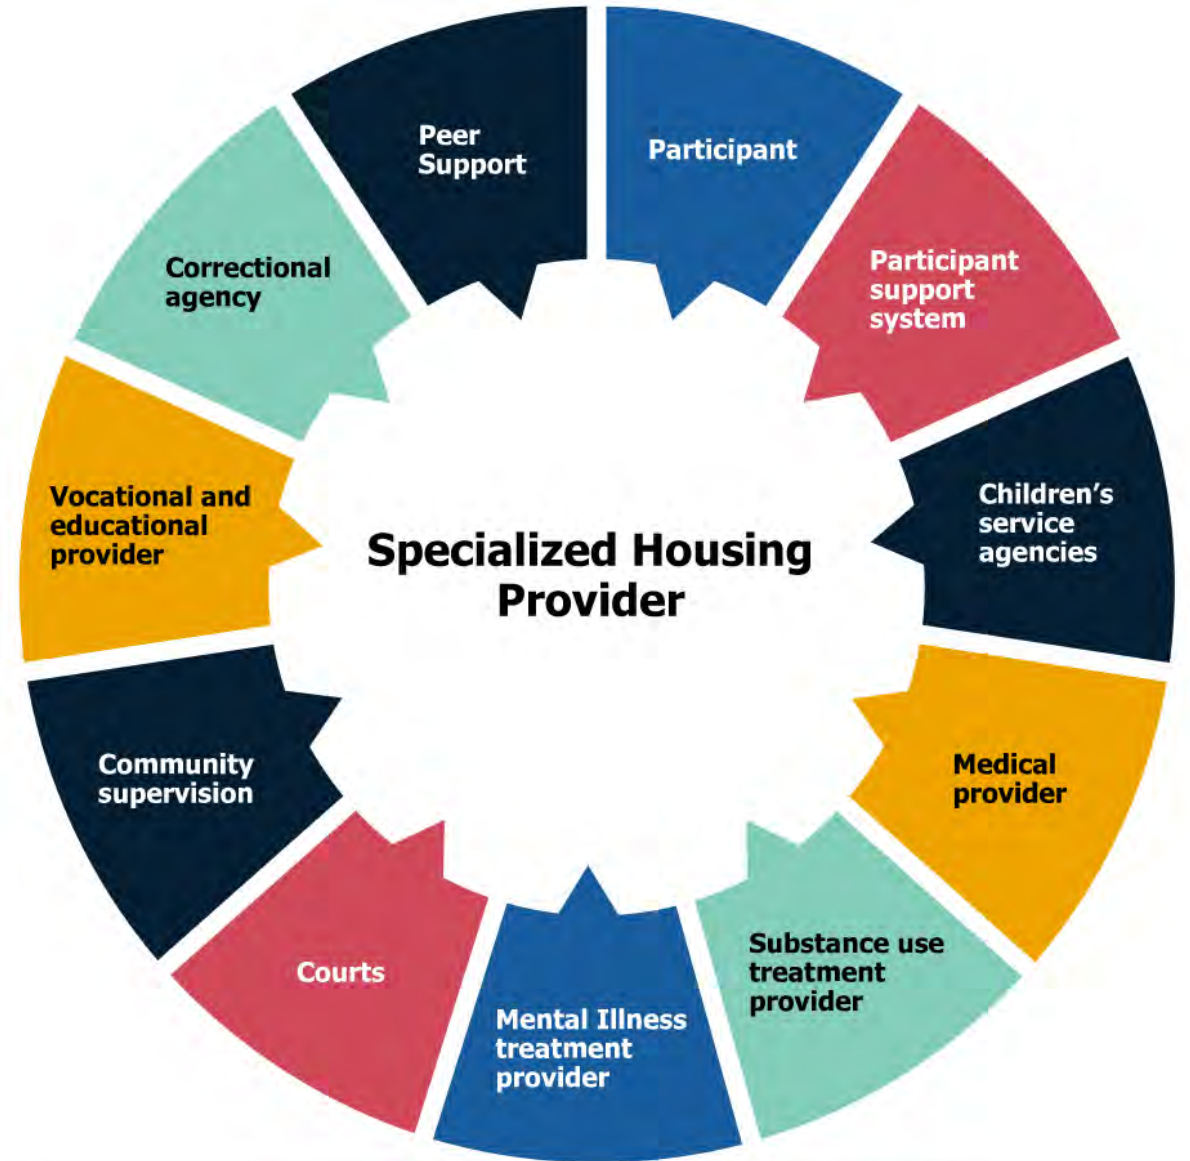 Peer
Support
Participant
Participant
support
system
Children’s
service
agencies
Medical
provider
Substance use
treatment
provider
Mental Illness
treatment
provider
Courts
Community
supervision
Vocational and
educational
provider
Correctional
agency
Specialized Housing
Provider